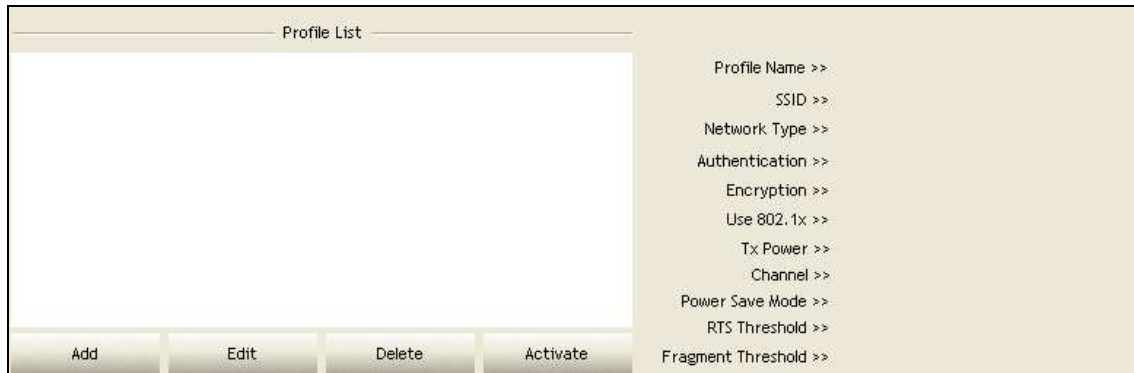 Profile List
Profile Name >>
SSID >>
Network Type >>
Authentication >>
Encryption >>
Use 802.1x >>
Tx Power >>
Channel >>
Power Save Mode >>
RTS Threshold >>
Fragment Threshold >>
Add Edit Delete Activate